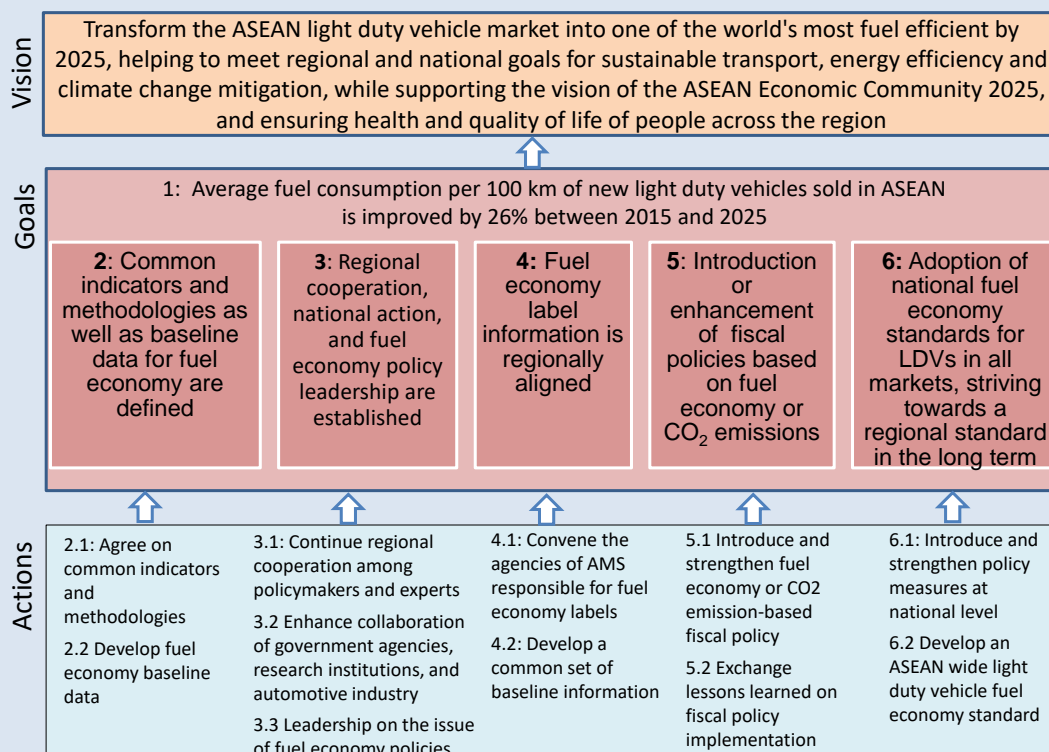 Vision
Transform the ASEAN light duty vehicle market into one of the world's most fuel efficient by
2025, helping to meet regional and national goals for sustainable transport, energy efficiency and
climate change mitigation, while supporting the vision of the ASEAN Economic Community 2025,
and ensuring health and quality of life of people across the region
Goals
1: Average fuel consumption per 100 km of new light duty vehicles sold in ASEAN
is improved by 26% between 2015 and 2025
2: Common
indicators and
methodologies as
well as baseline
data for fuel
economy are
defined
3: Regional
cooperation,
national action,
and fuel
economy policy
leadership are
established
4: Fuel
economy
label
information is
regionally
aligned
5: Introduction
or
enhancement
of fiscal
policies based
on fuel
economy or
CO₂ emissions
6: Adoption of
national fuel
economy
standards for
LDVs in all
markets, striving
towards a
regional standard
in the long term
Actions
2.1: Agree on
common indicators
and
methodologies
2.2 Develop fuel
economy baseline
data
3.1: Continue regional
cooperation among
policymakers and experts
3.2 Enhance collaboration
of government agencies,
research institutions, and
automotive industry
3.3 Leadership on the issue
of fuel economy policies
4.1: Convene the
agencies of AMS
responsible for fuel
economy labels
4.2: Develop a
common set of
baseline information
5.1 Introduce and
strengthen fuel
economy or CO2
emission-based
fiscal policy
5.2 Exchange
lessons learned on
fiscal policy
implementation
6.1: Introduce and
strengthen policy
measures at
national level
6.2 Develop an
ASEAN wide light
duty vehicle fuel
economy standard